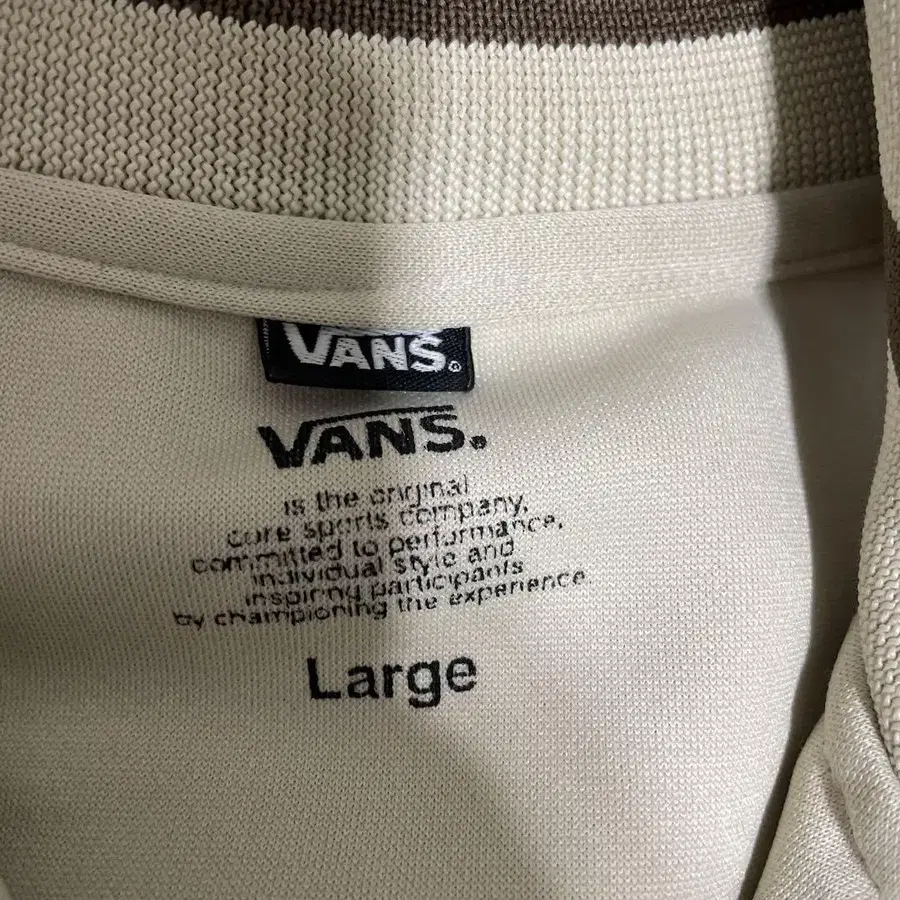 VANS®
VANS®
is the original
core sports company,
committed to performance,
individual style and
inspiring participants
by championing the experience
Large